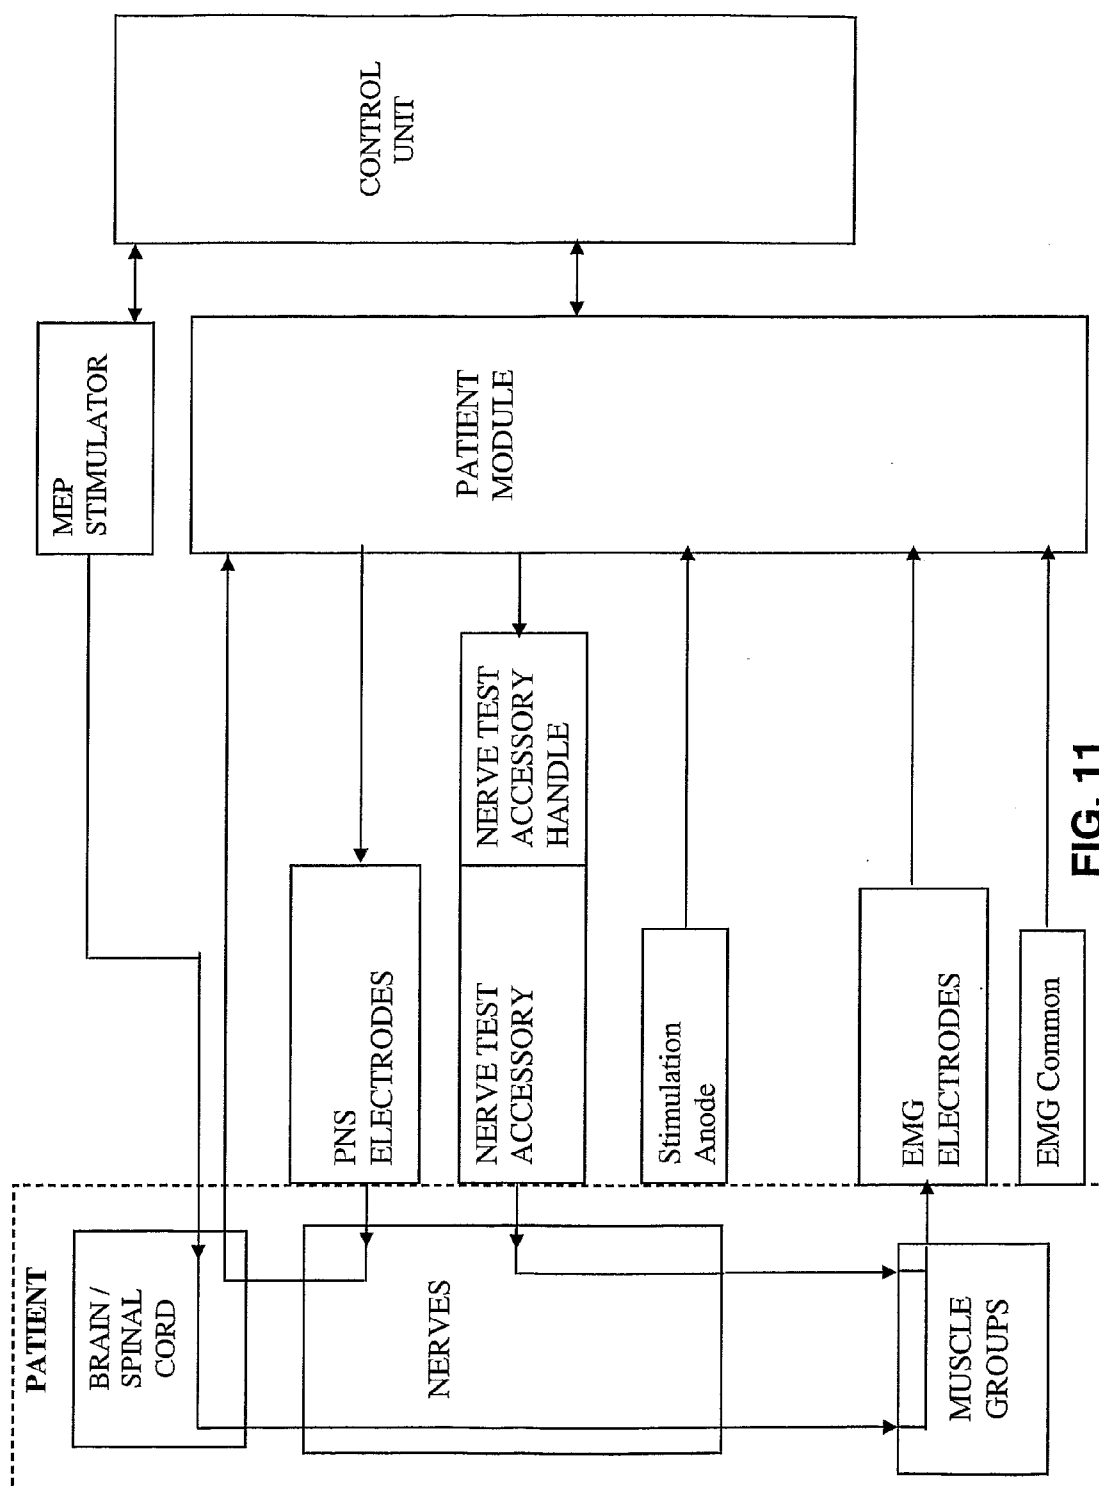 PATIENT
BRAIN /
SPINAL
CORD
NERVES
MUSCLE
GROUPS
PNS
ELECTRODES
NERVE TEST
ACCESSORY
NERVE TEST
ACCESSORY
HANDLE
Stimulation
Anode
EMG
ELECTRODES
EMG Common
MEP
STIMULATOR
PATIENT
MODULE
CONTROL
UNIT
FIG. 11